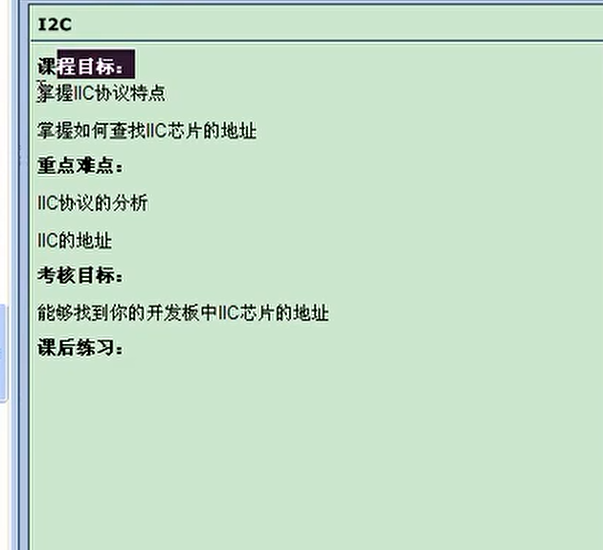 I2C
课程目标：
掌握IIC协议特点
掌握如何查找IIC芯片的地址
重点难点：
IIC协议的分析
IIC的地址
考核目标：
能够找到你的开发板中IIC芯片的地址
课后练习：